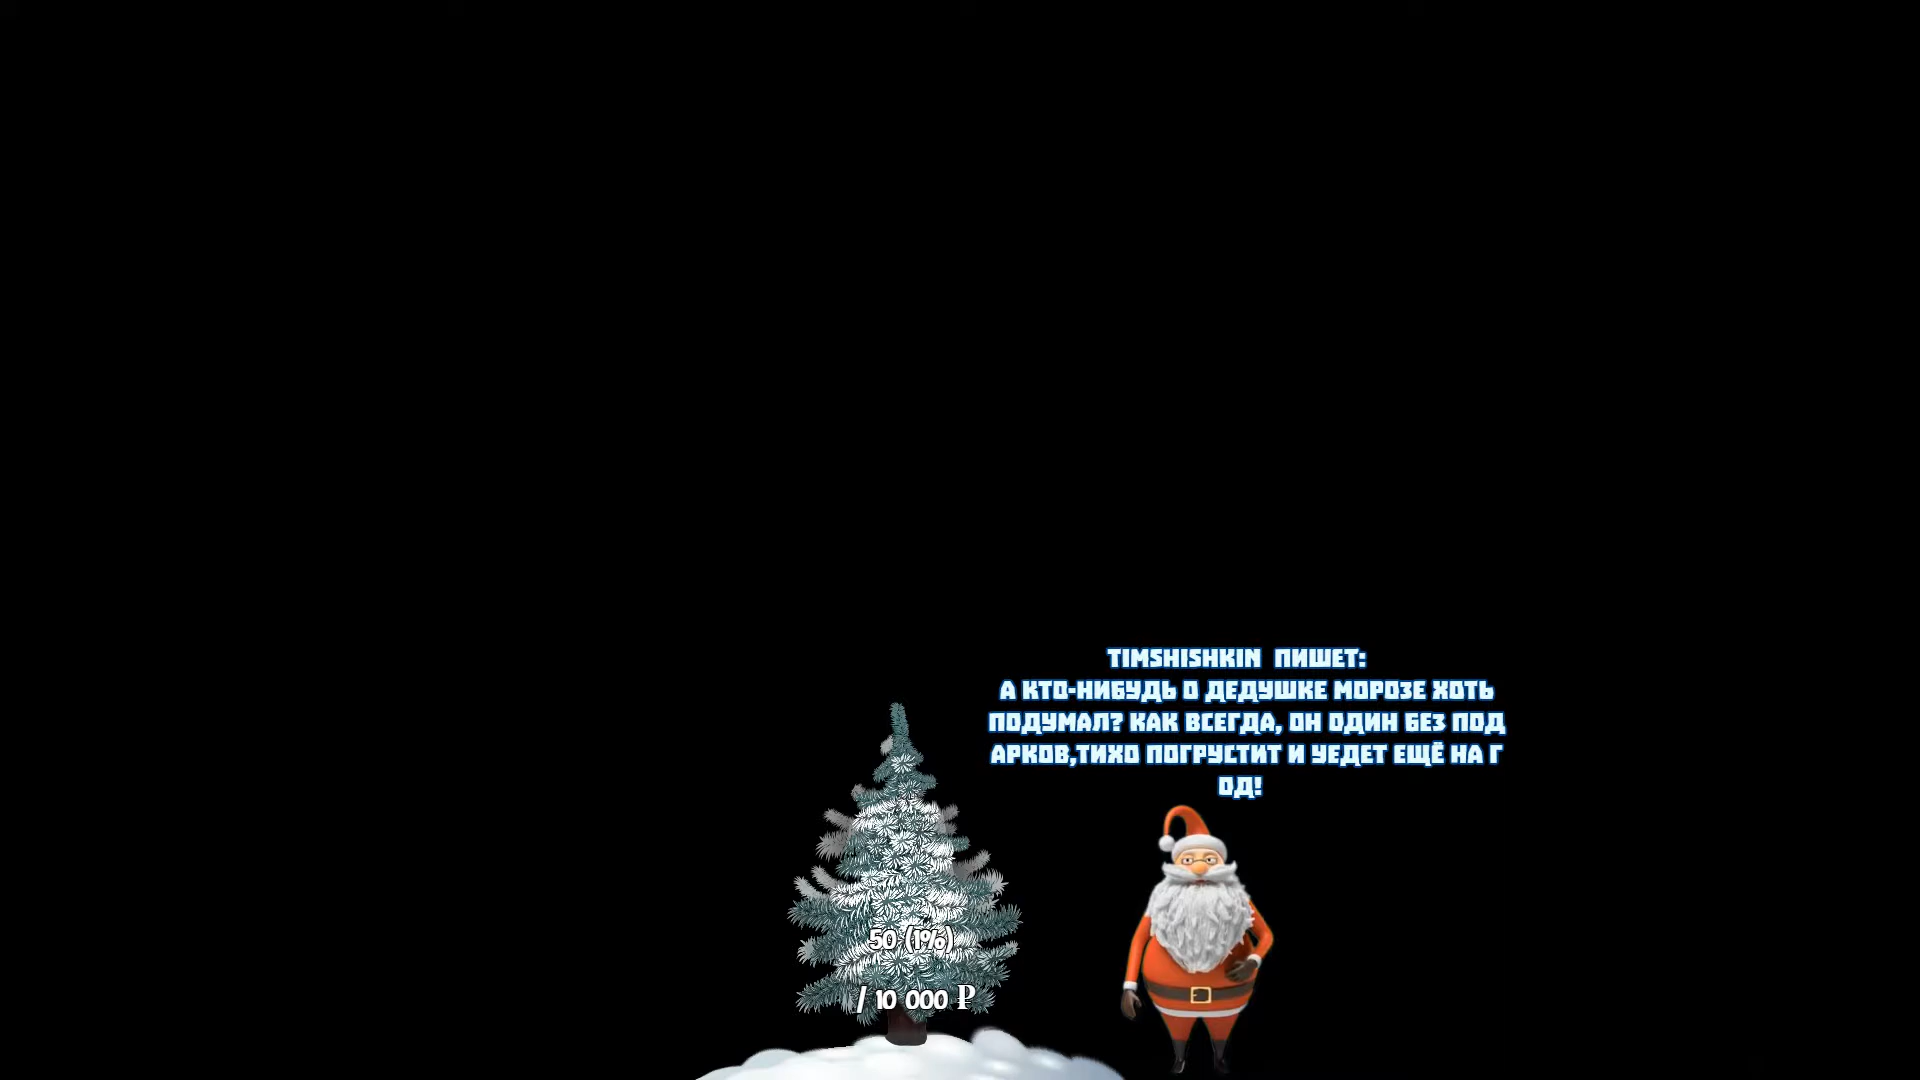 TIMSHISHKIN ПИШЕТ:
А КТО-НИБУДЬ О ДЕДУШКЕ МОРОЗЕ ХОТЬ
ПОДУМАЛ? КАК ВСЕГДА, ОН ОДИН БЕЗ ПОД
АРКОВ,ТИХО ПОГРУСТИТ И УЕДЕТ ЕЩЁ НА Г
ОД!
50 (1%)
/ 10 000 ₽